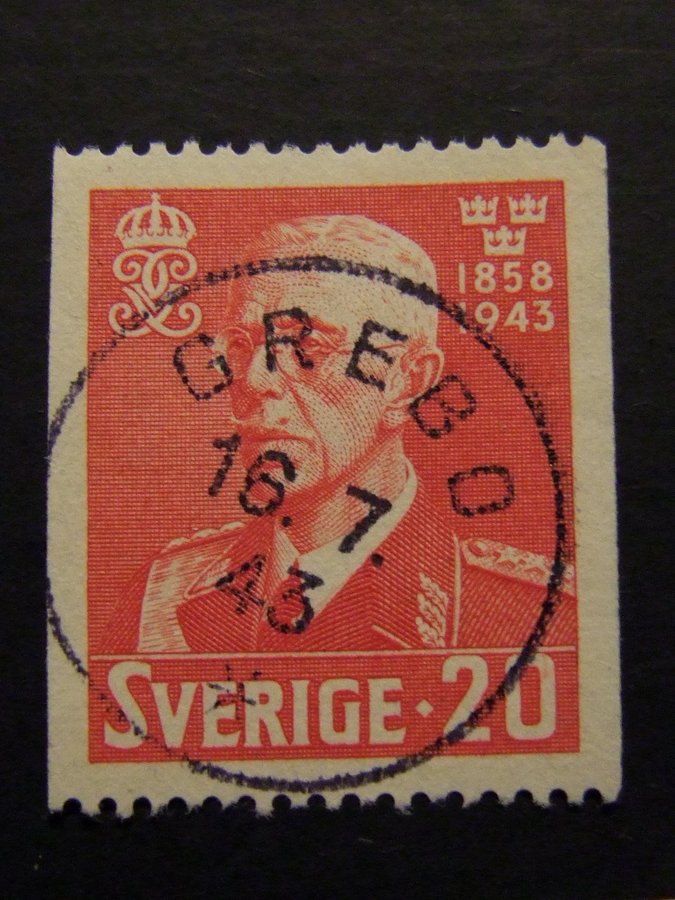 1858
1943
GREBO
16.7.
43
*
SVERIGE·20